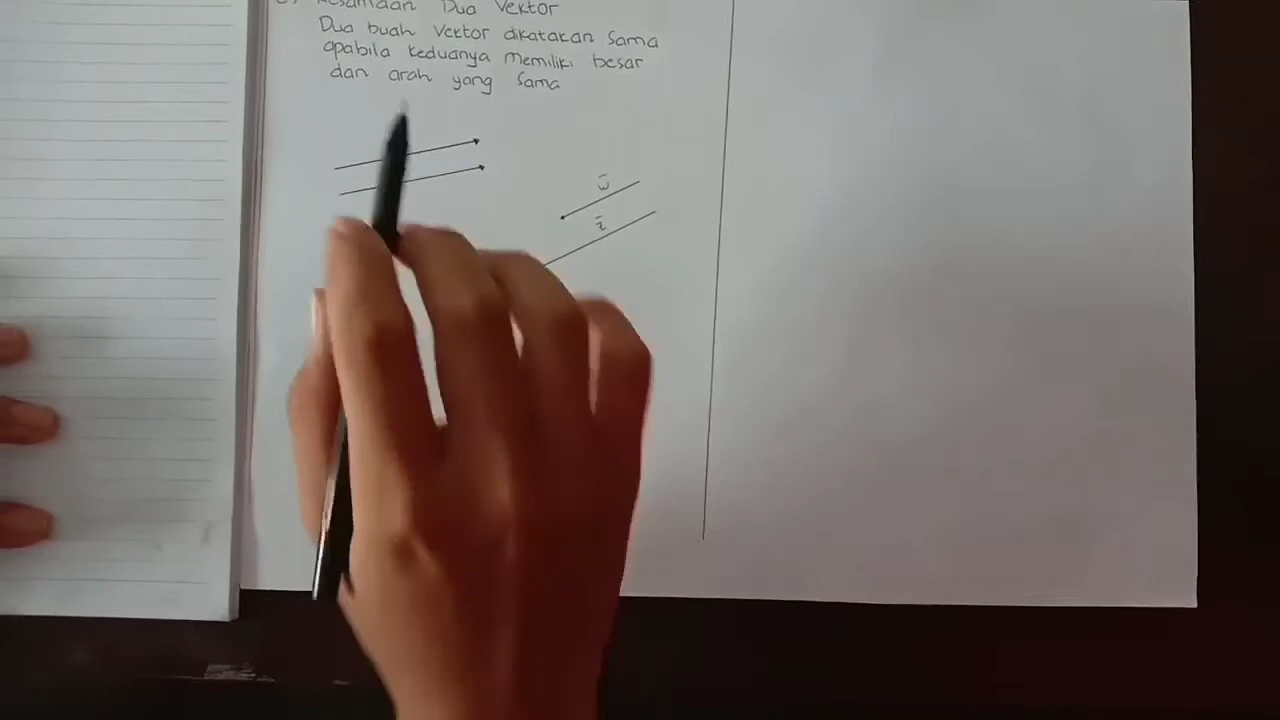 Kesamaan Dua Vektor
Dua buah Vektor dikatakan Sama
apabila keduanya memiliki besar
dan arah yang Sama
w̄
z̄